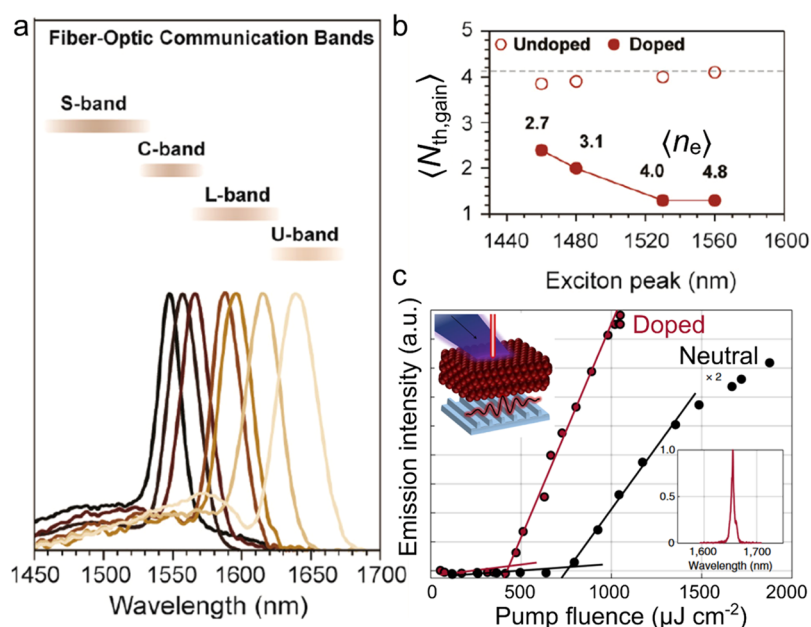 a
Fiber-Optic Communication Bands
S-band
C-band
L-band
U-band
1450 1500 1550 1600 1650 1700
Wavelength (nm)
b
⟨Nth,gain⟩
5
4
3
2
1
Undoped Doped
2.7
3.1
4.0
4.8
⟨ne⟩
1440 1480 1520 1560 1600
Exciton peak (nm)
c
Emission intensity (a.u.)
Doped
Neutral
× 2
1.0
0.5
0
1,600 1,700
Wavelength (nm)
0 500 1000 1500 2000
Pump fluence (μJ cm-2)